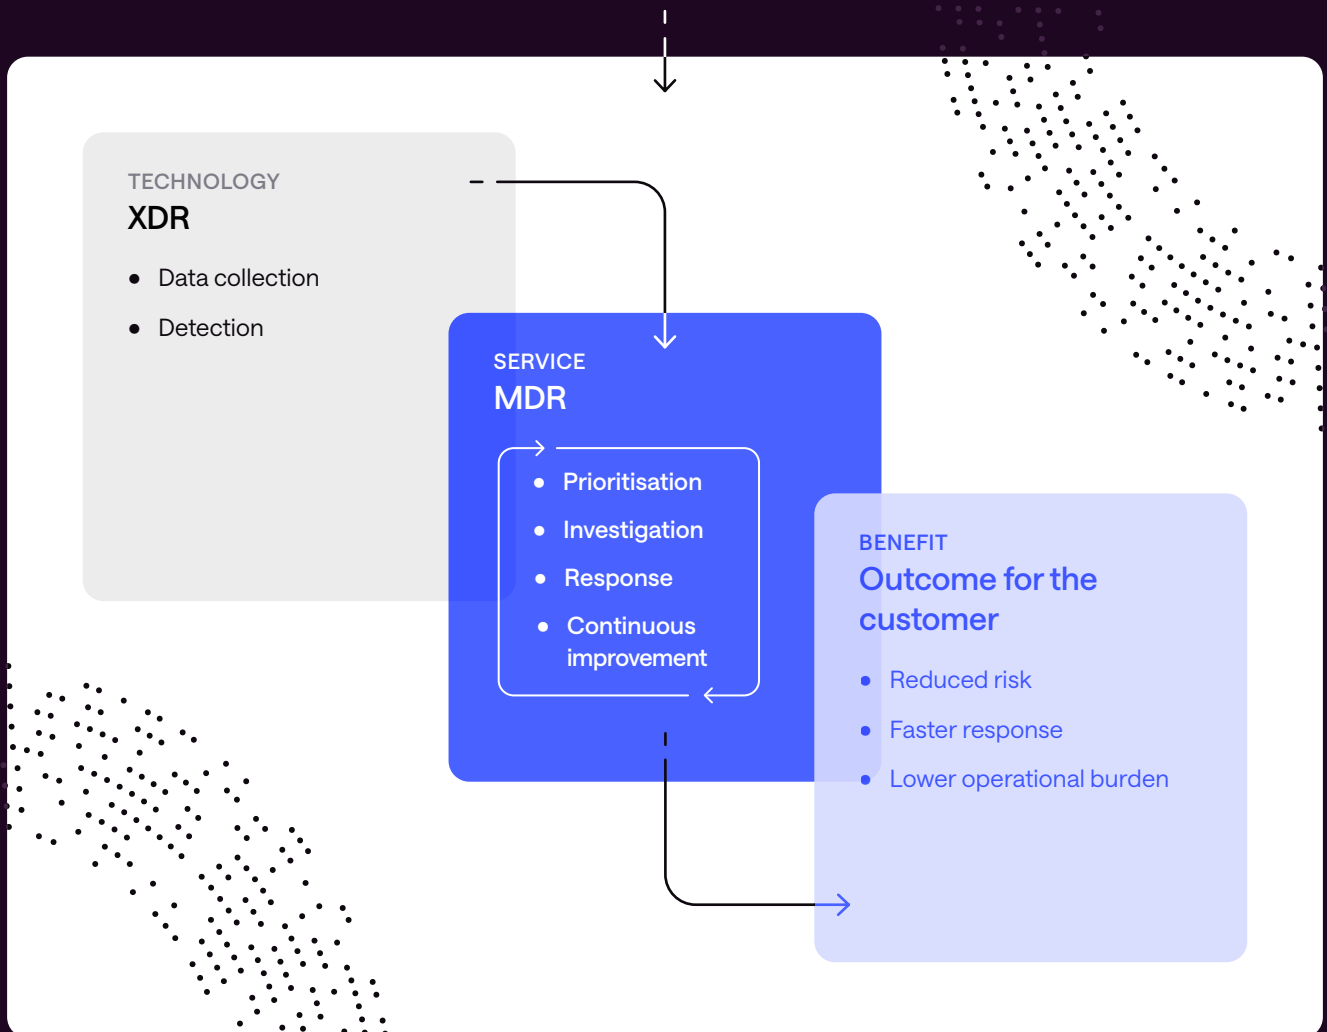 TECHNOLOGY
XDR
Data collection
Detection
SERVICE
MDR
Prioritisation
Investigation
Response
Continuous
improvement
BENEFIT
Outcome for the
customer
Reduced risk
Faster response
Lower operational burden